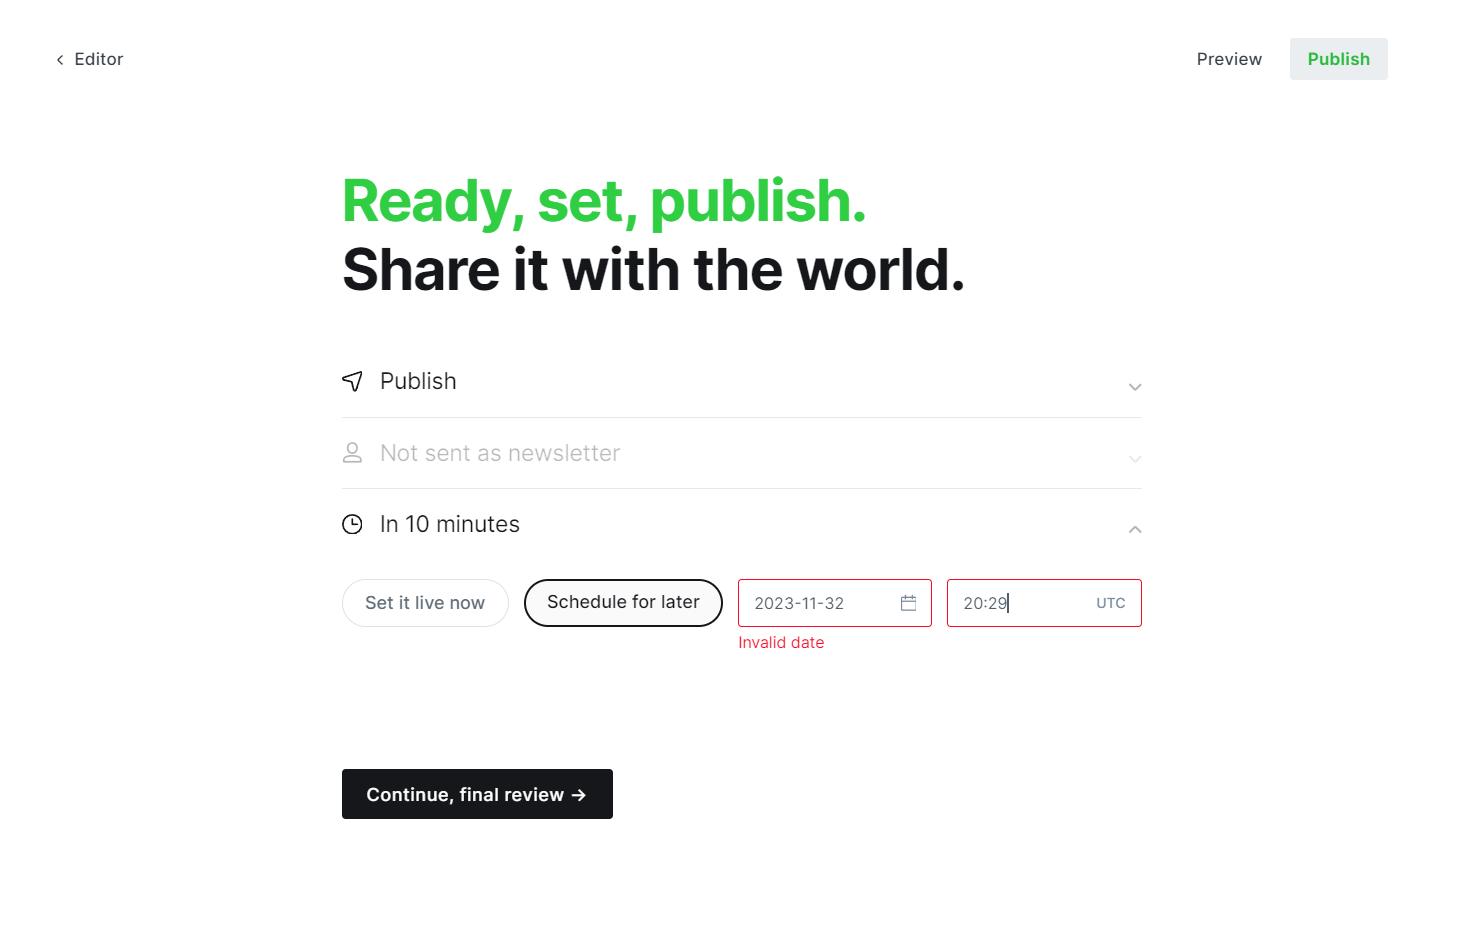 Editor
Preview
Publish
Ready, set, publish.
Share it with the world.
Publish
Not sent as newsletter
In 10 minutes
Set it live now
Schedule for later
2023-11-32
20:29
UTC
Invalid date
Continue, final review →